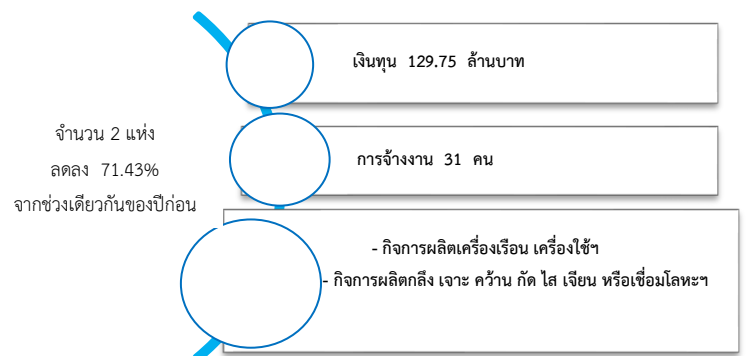 จำนวน 2 แห่ง
ลดลง 71.43%
จากช่วงเดียวกันของปีก่อน
เงินทุน 129.75 ล้านบาท
การจ้างงาน 31 คน
- กิจการผลิตเครื่องเรือน เครื่องใช้ฯ
- กิจการผลิตกลึง เจาะ คว้าน กัด ไส เจียน หรือเชื่อมโลหะฯ